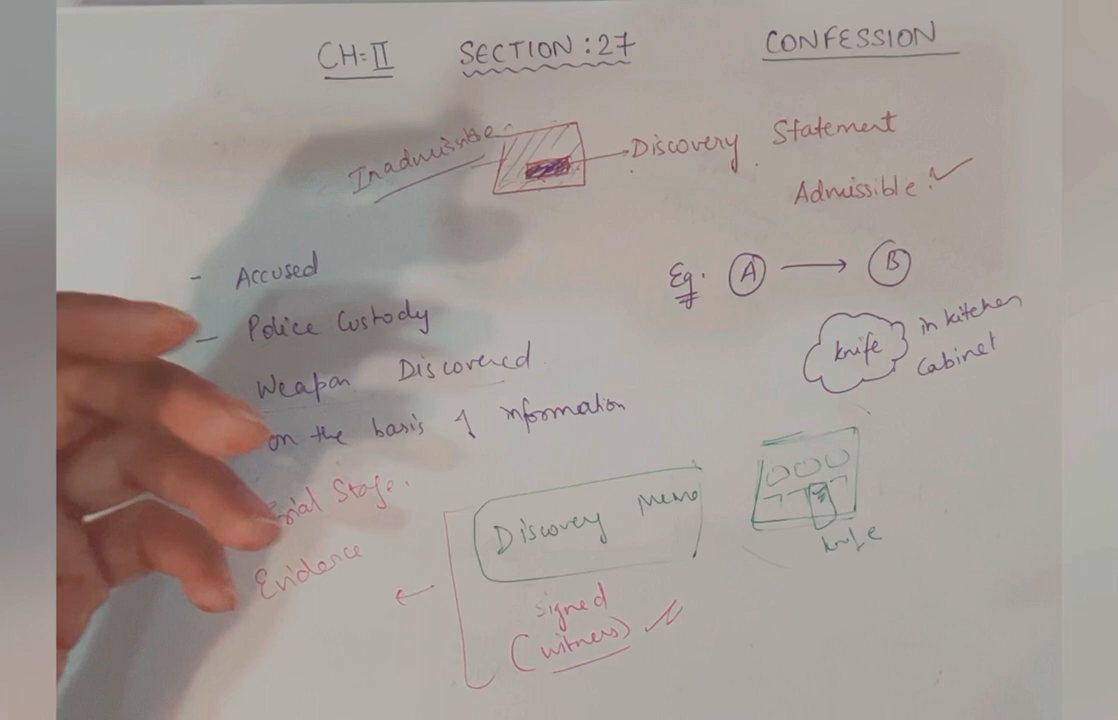 CH-II SECTION:27 CONFESSION
Inadmissible
Discovery Statement
Admissible
- Accused
- Police Custody
Weapon Discovered
on the basis of information
Eg. A → B
knife in kitchen
cabinet
knife
Stage.
Evidence
Discovery Memo
signed
(witness)